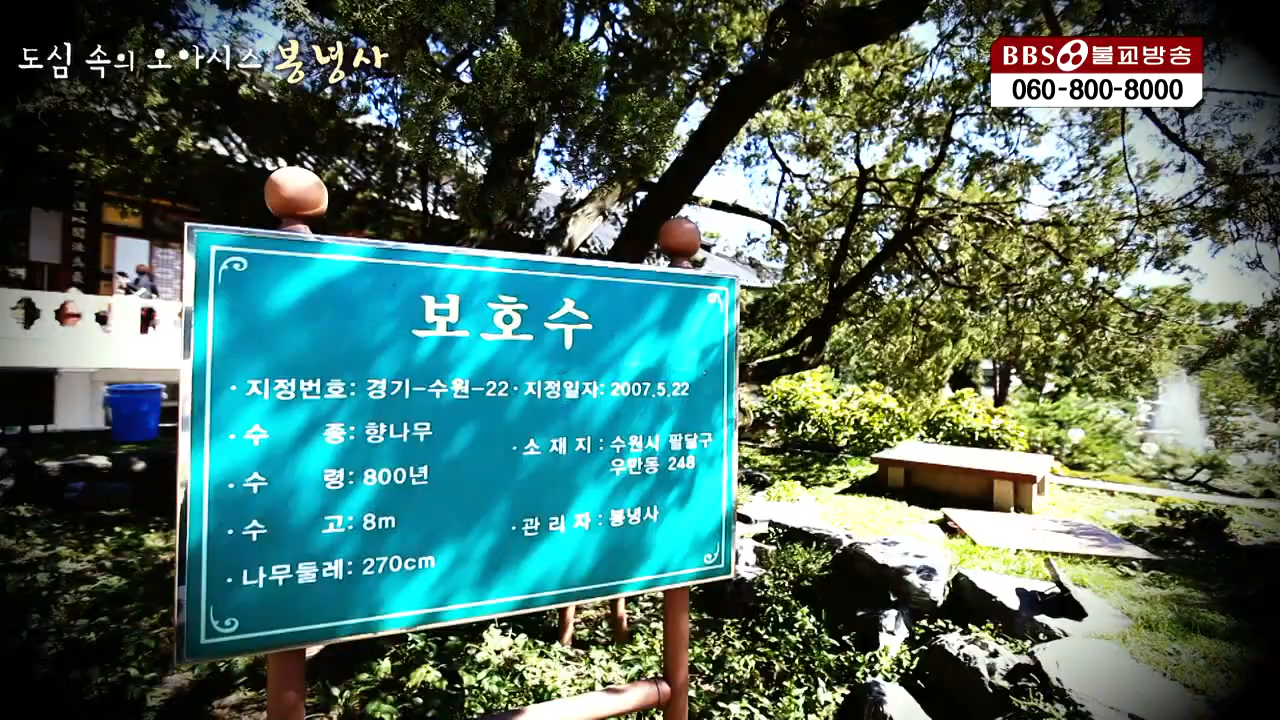 도심 속의 오아시스 봉녕사
BBS 불교방송
060-800-8000
보호수
· 지정번호: 경기-수원-22 · 지정일자: 2007.5.22
· 수 종: 향나무
· 소 재 지 : 수원시 팔달구
우만동 248
· 수 령: 800년
· 수 고: 8m
· 관 리 자 : 봉녕사
· 나무둘레: 270cm